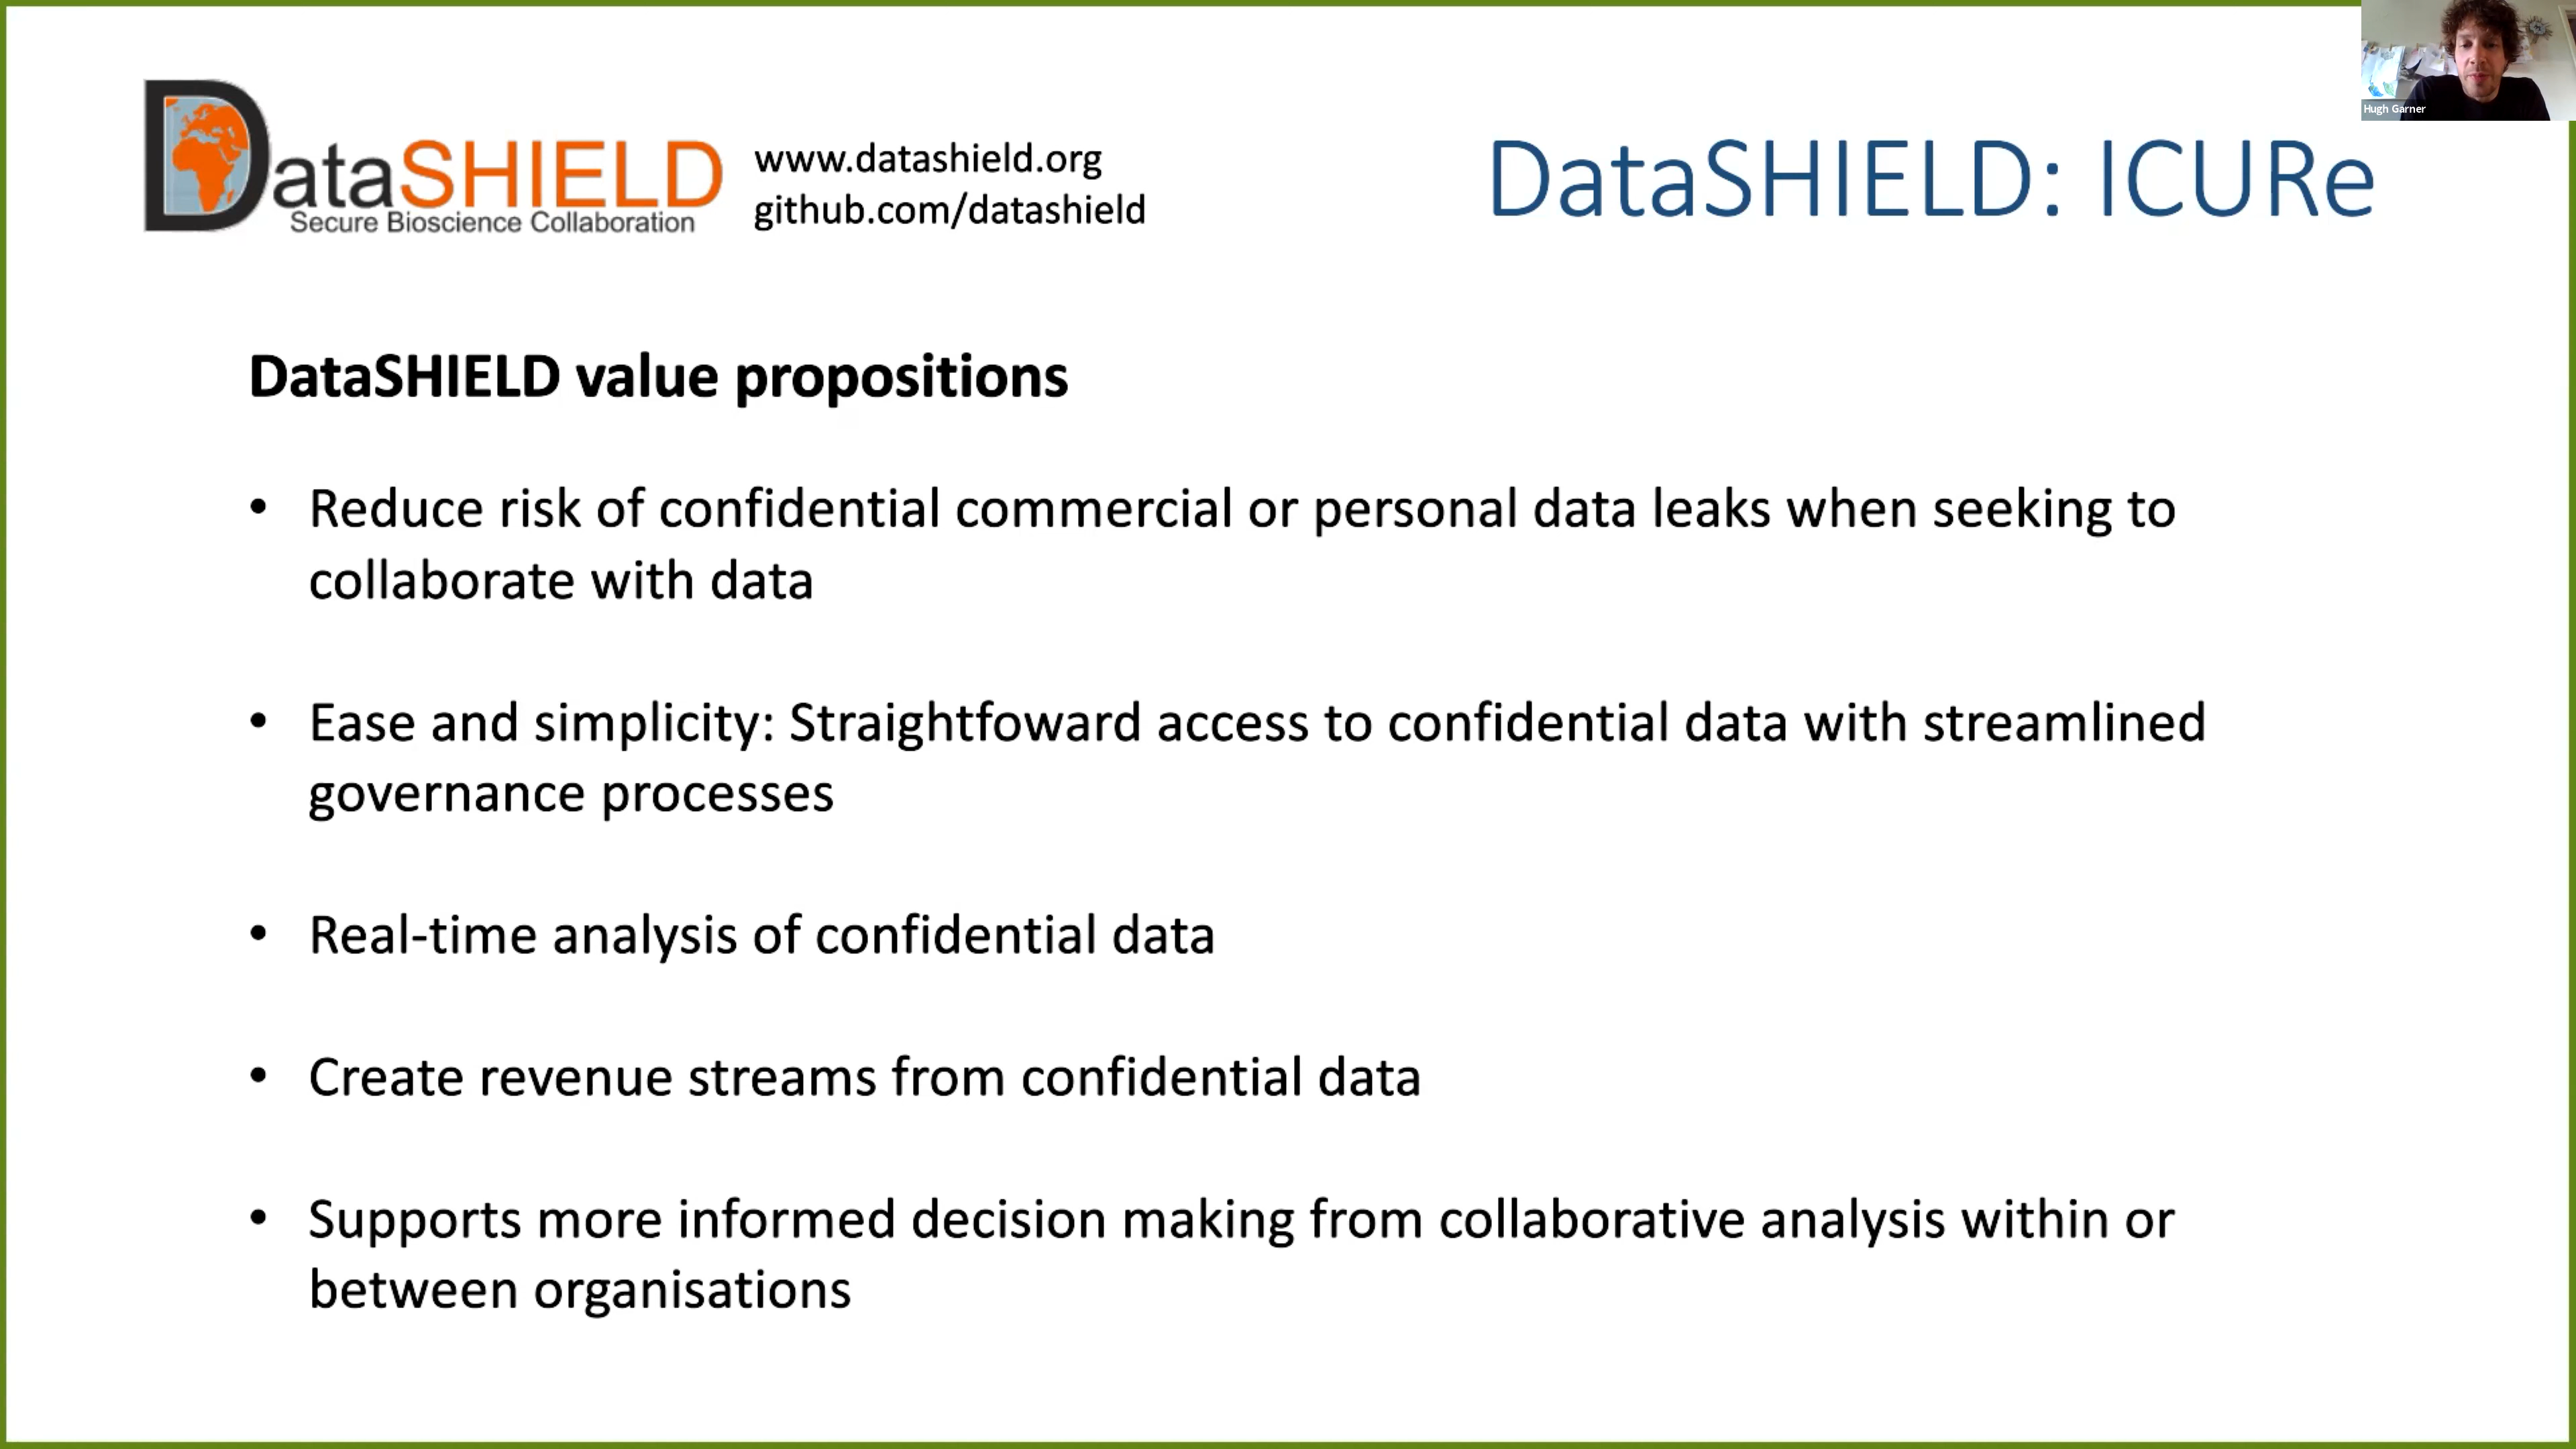 DataSHIELD
Secure Bioscience Collaboration
www.datashield.org
github.com/datashield
DataSHIELD: ICURe
Hugh Garner
DataSHIELD value propositions
• Reduce risk of confidential commercial or personal data leaks when seeking to
collaborate with data
• Ease and simplicity: Straightfoward access to confidential data with streamlined
governance processes
• Real-time analysis of confidential data
• Create revenue streams from confidential data
• Supports more informed decision making from collaborative analysis within or
between organisations